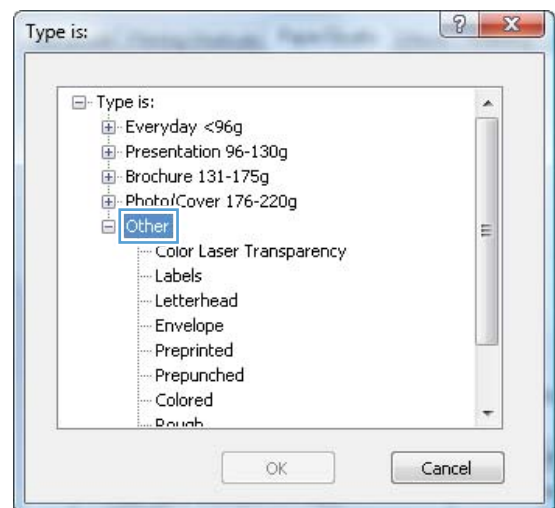 Type is:
Type is:
Everyday <96g
Presentation 96-130g
Brochure 131-175g
Photo/Cover 176-220g
Other
Color Laser Transparency
Labels
Letterhead
Envelope
Preprinted
Prepunched
Colored
Rough
OK
Cancel